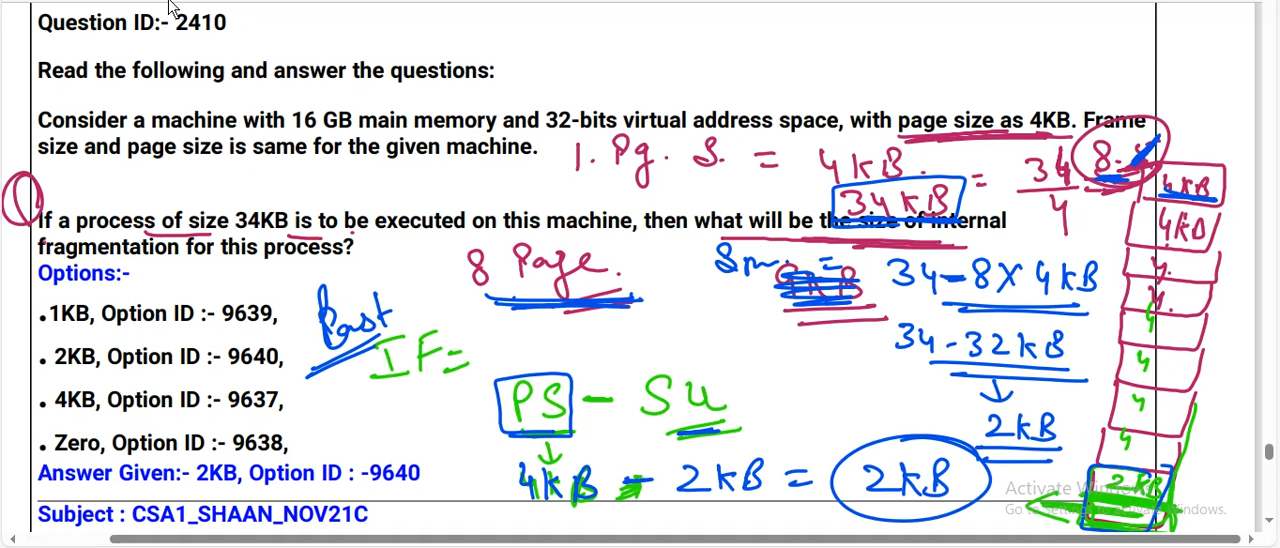 Question ID:- 2410
Read the following and answer the questions:
Consider a machine with 16 GB main memory and 32-bits virtual address space, with page size as 4KB. Frame
size and page size is same for the given machine.
1. Pg. S. = 4KB.
34KB = 34/4 8.
4KB
4KB
If a process of size 34KB is to be executed on this machine, then what will be the size of internal
fragmentation for this process?
8 Page.
34-8X4KB
Options:-
.1KB, Option ID :- 9639,
34-32KB
. 2KB, Option ID :- 9640,
IF=
. 4KB, Option ID :- 9637,
PS - SU
2KB
. Zero, Option ID :- 9638,
Answer Given:- 2KB, Option ID : -9640
4KB - 2KB = 2KB
2KB
Activate Windows
Subject : CSA1_SHAAN_NOV21C